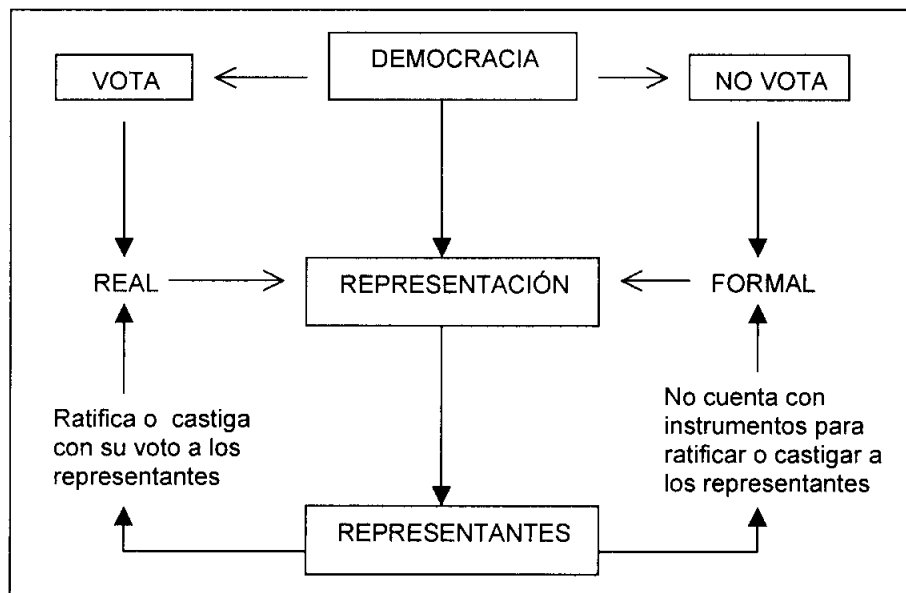 DEMOCRACIA
VOTA
NO VOTA
REAL
REPRESENTACIÓN
FORMAL
Ratifica o castiga
con su voto a los
representantes
No cuenta con
instrumentos para
ratificar o castigar a
los representantes
REPRESENTANTES